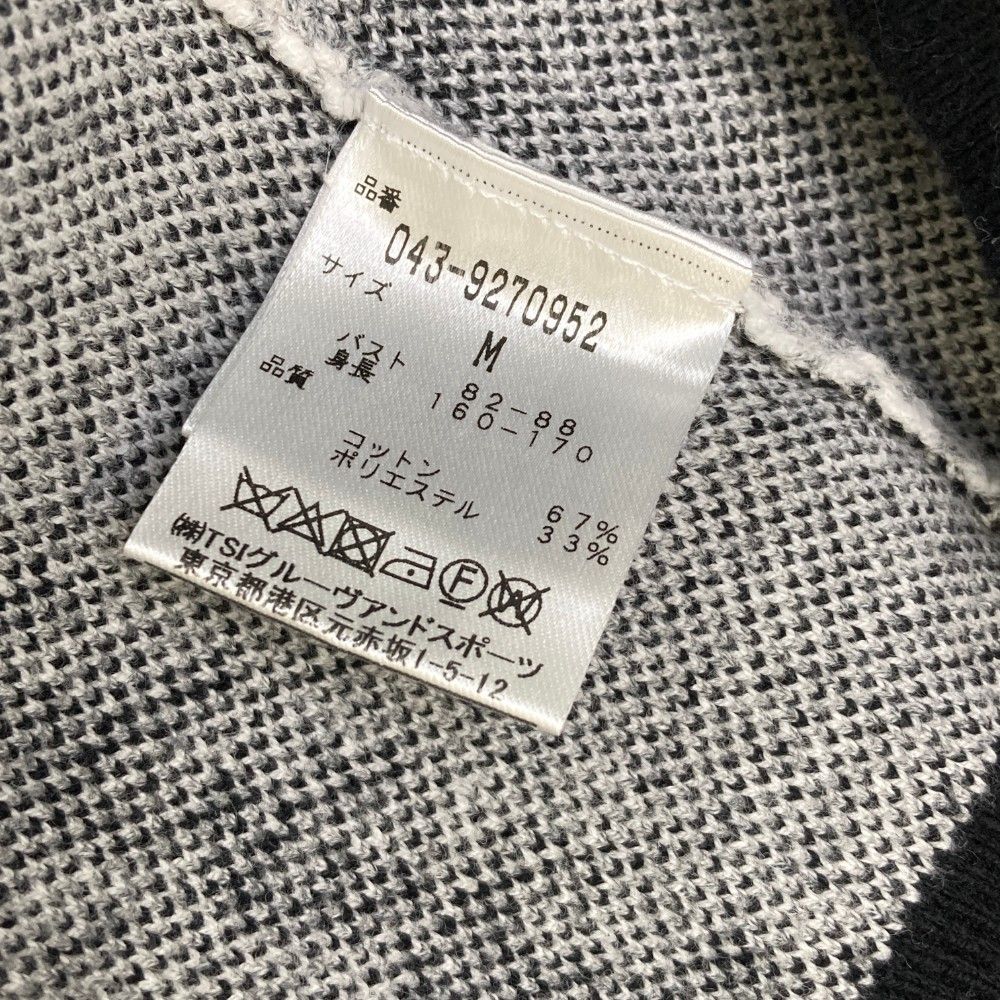 品番
043-9270952
サイズ
M
バスト 82-88
身長 160-170
品質
コットン 67%
ポリエステル 33%
F
W
㈱TSIグルーヴアンドスポーツ
東京都港区元赤坂1-5-12